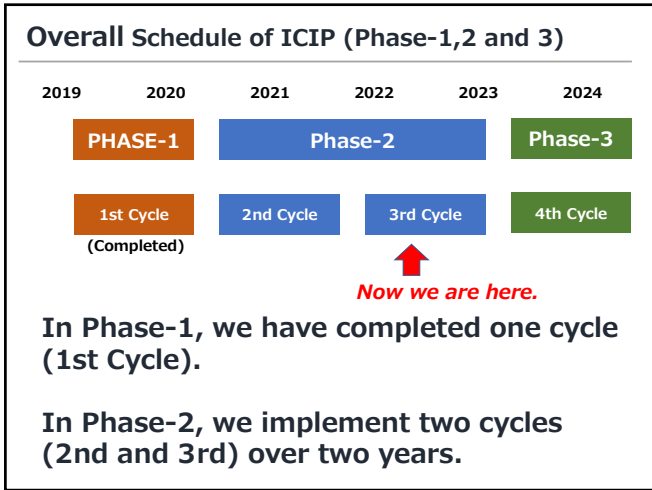 Overall Schedule of ICIP (Phase-1,2 and 3)
2019 2020 2021 2022 2023 2024
PHASE-1 Phase-2 Phase-3
1st Cycle 2nd Cycle 3rd Cycle 4th Cycle
(Completed)
Now we are here.
In Phase-1, we have completed one cycle
(1st Cycle).
In Phase-2, we implement two cycles
(2nd and 3rd) over two years.